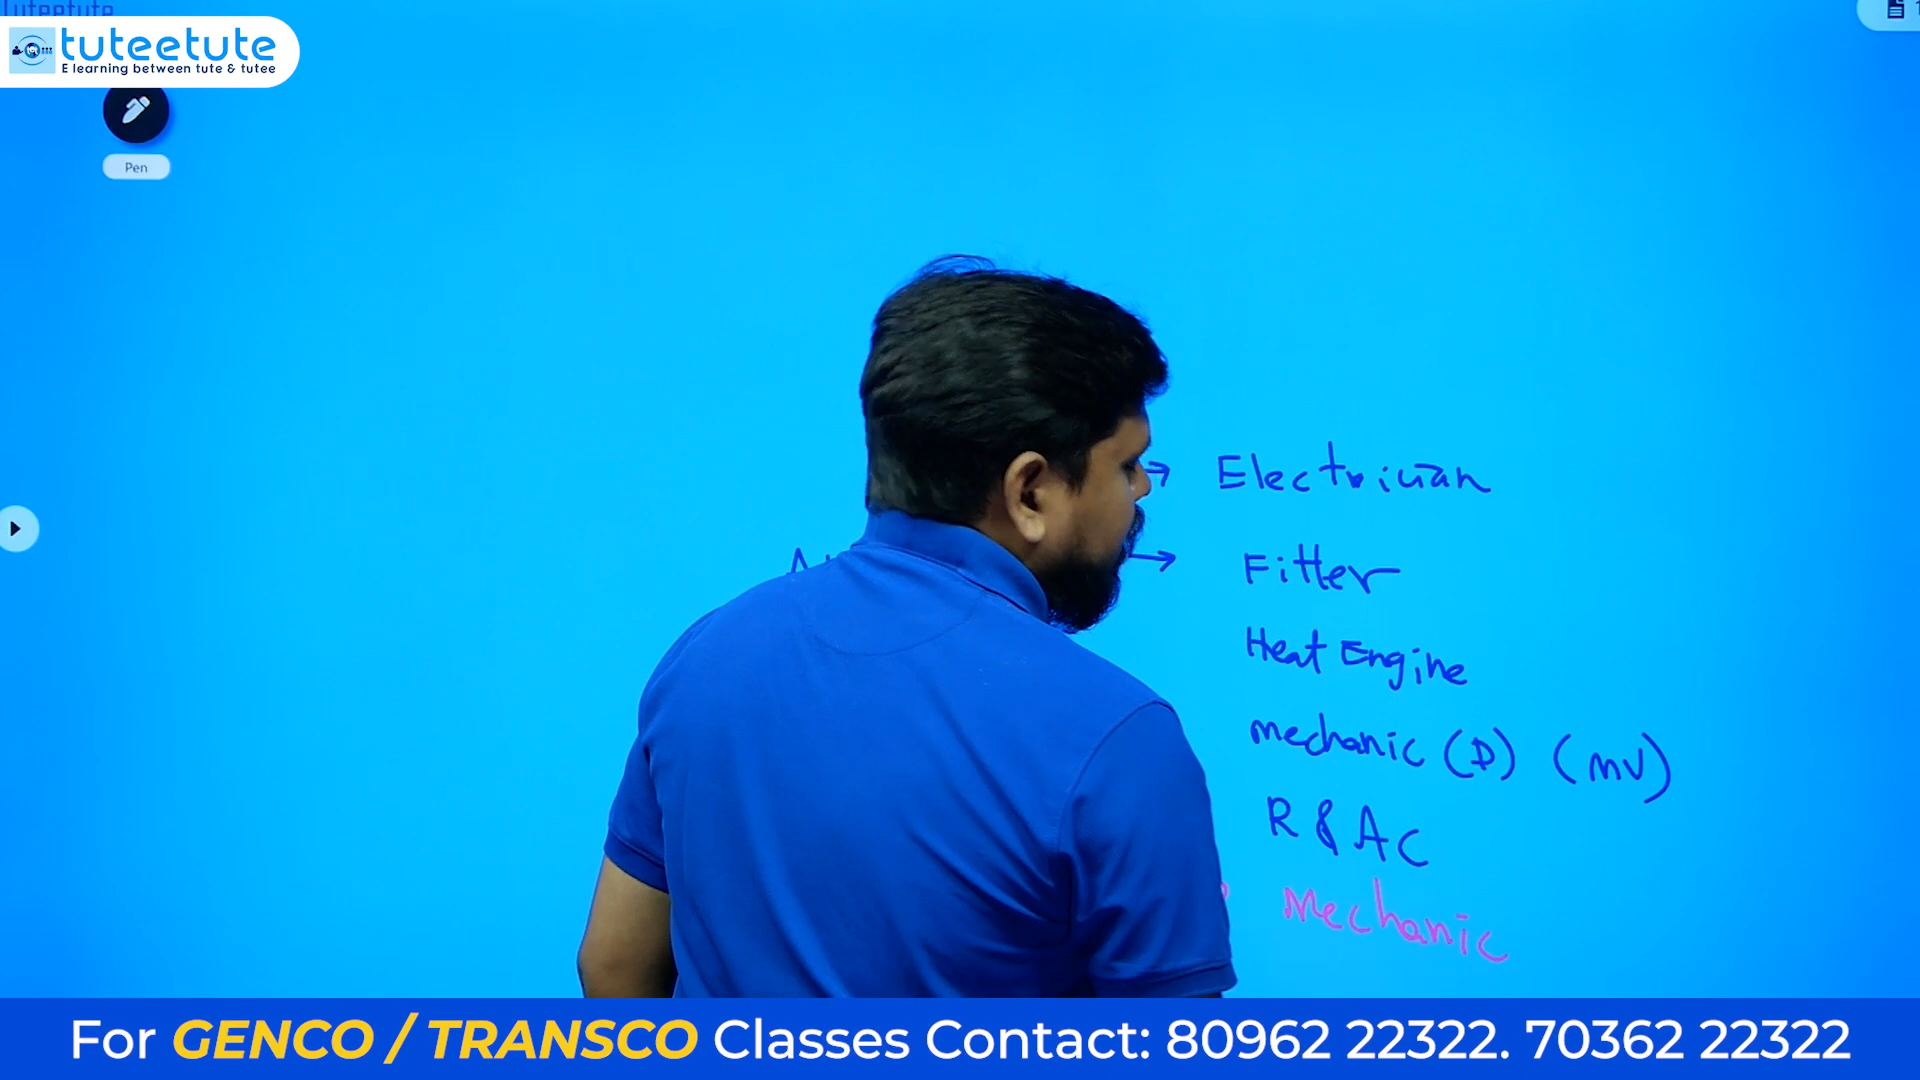 Tuteetute
tuteetute
E learning between tute & tutee
Pen
Electrician
Fitter
Heat Engine
Mechanic (D) (MV)
R & AC
Mechanic
For GENCO / TRANSCO Classes Contact: 80962 22322. 70362 22322